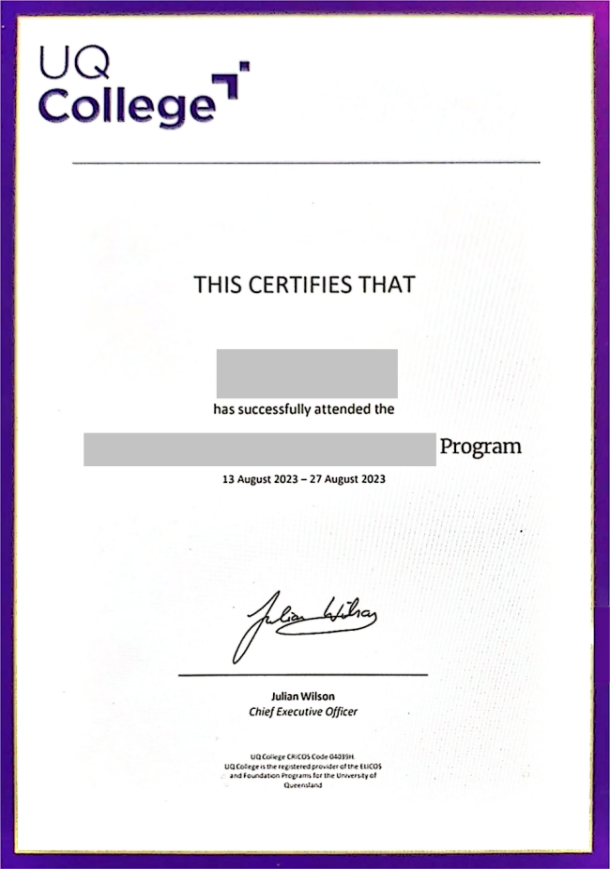 UQ
College
THIS CERTIFIES THAT
has successfully attended the
Program
13 August 2023 – 27 August 2023
Julian Wilson
Julian Wilson
Chief Executive Officer
UQ College CRICOS Code 04039H
UQ College is the registered provider of the ELICOS
and Foundation Programs for the University of
Queensland